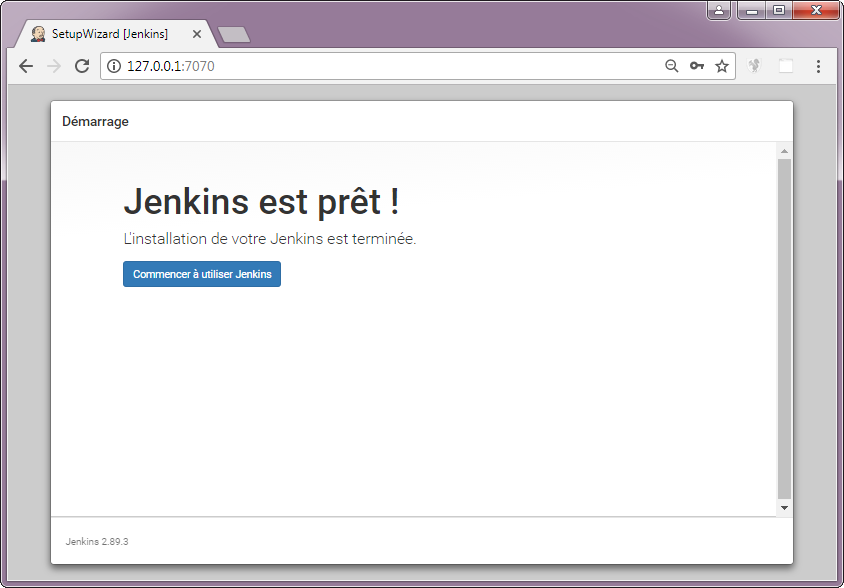 SetupWizard [Jenkins]
127.0.0.1:7070
Démarrage
Jenkins est prêt !
L'installation de votre Jenkins est terminée.
Commencer à utiliser Jenkins
Jenkins 2.89.3